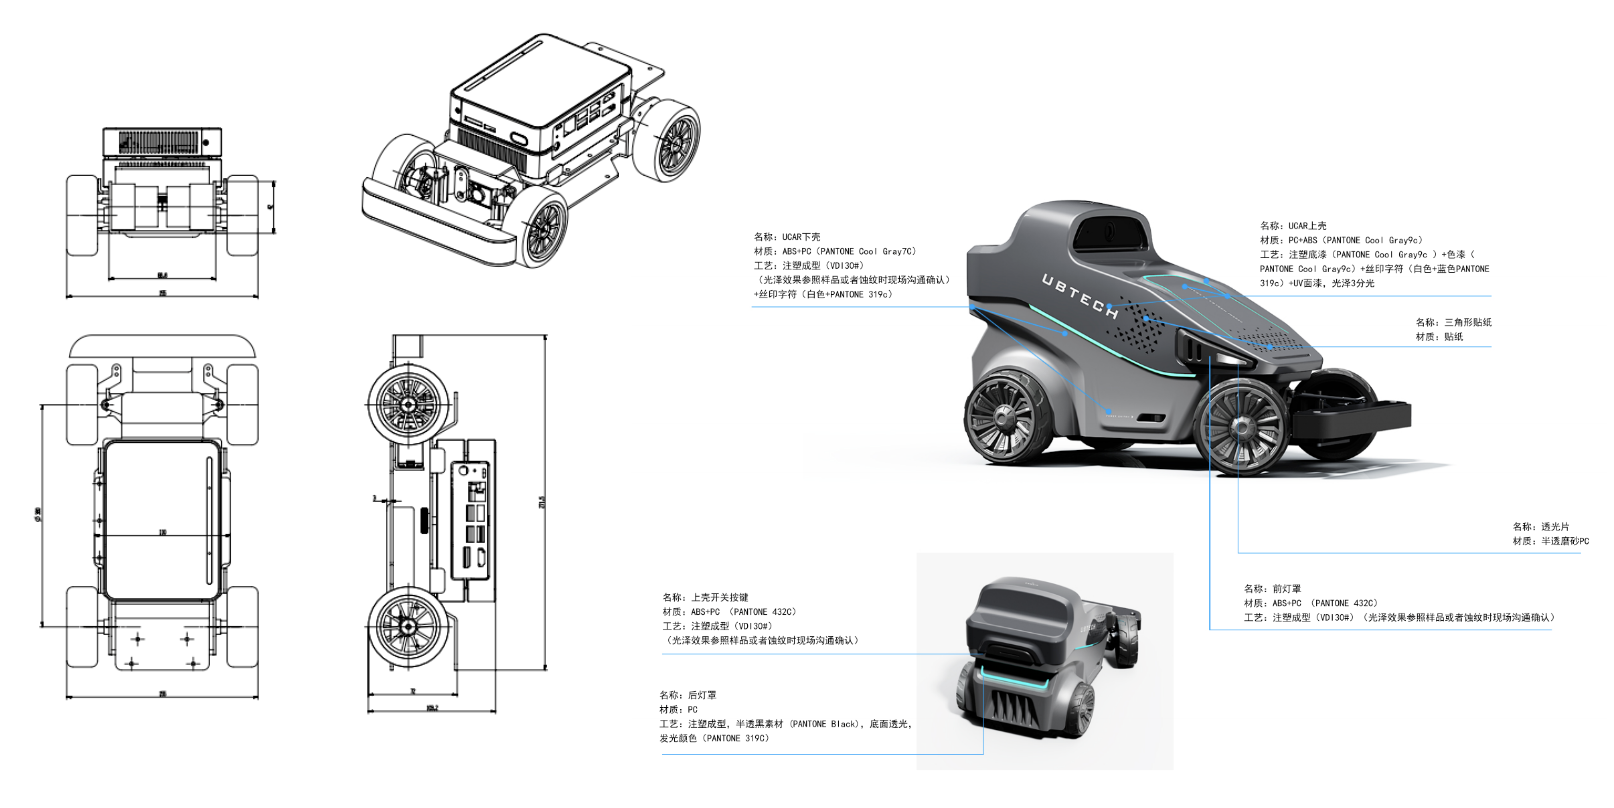 名称：UCAR下壳
材质：ABS+PC（PANTONE Cool Gray7C）
工艺：注塑成型（VDI30#）
（光泽效果参照样品或者蚀纹时现场沟通确认）
+丝印字符（白色+PANTONE 319c）
名称：UCAR上壳
材质：PC+ABS（PANTONE Cool Gray9c）
工艺：注塑底漆（PANTONE Cool Gray9c ）+色漆（
PANTONE Cool Gray9c）+丝印字符（白色+蓝色PANTONE
319c）+UV面漆，光泽3分光
名称：三角形贴纸
材质：贴纸
UBTECH
名称：透光片
材质：半透磨砂PC
名称：前灯罩
材质：ABS+PC （PANTONE 432C）
工艺：注塑成型（VDI30#）（光泽效果参照样品或者蚀纹时现场沟通确认）
名称：上壳开关按键
材质：ABS+PC （PANTONE 432C）
工艺：注塑成型（VDI30#）
（光泽效果参照样品或者蚀纹时现场沟通确认）
名称：后灯罩
材质：PC
工艺：注塑成型，半透黑素材（PANTONE Black），底面透光，
发光颜色（PANTONE 319C）
72